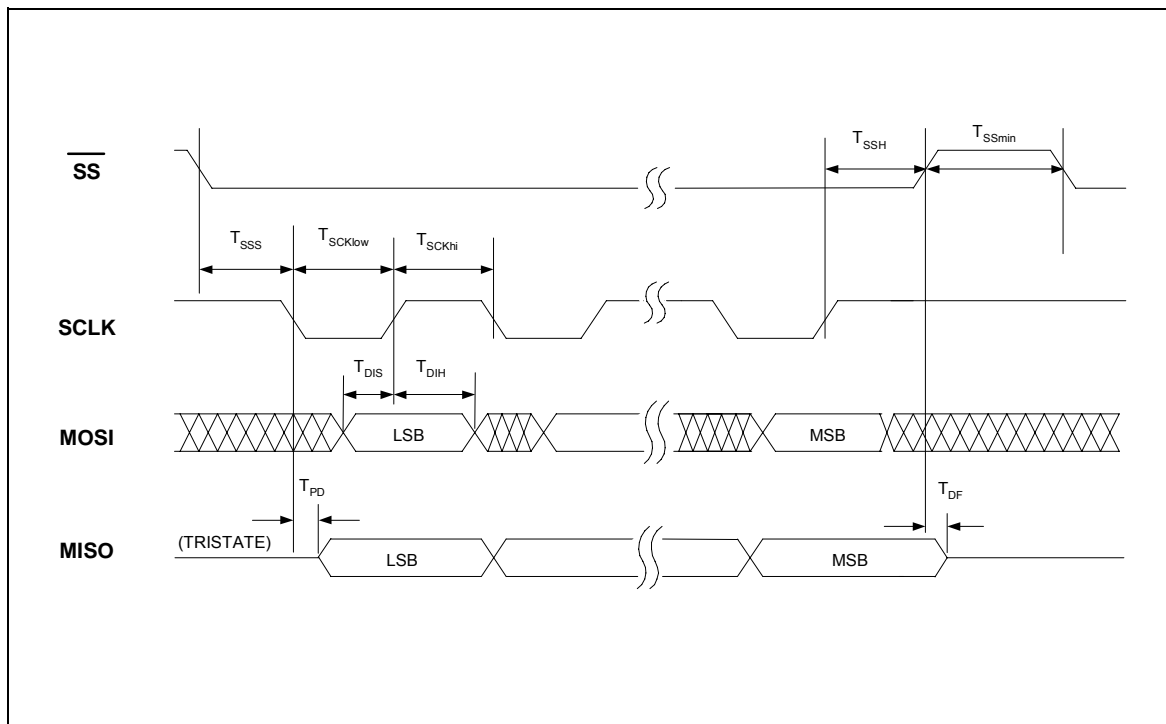 SS
T_SSH
T_SSmin
T_SSS
T_SCKlow
T_SCKhi
SCLK
T_DIS
T_DIH
MOSI
LSB
MSB
T_PD
T_DF
MISO
(TRISTATE)
LSB
MSB